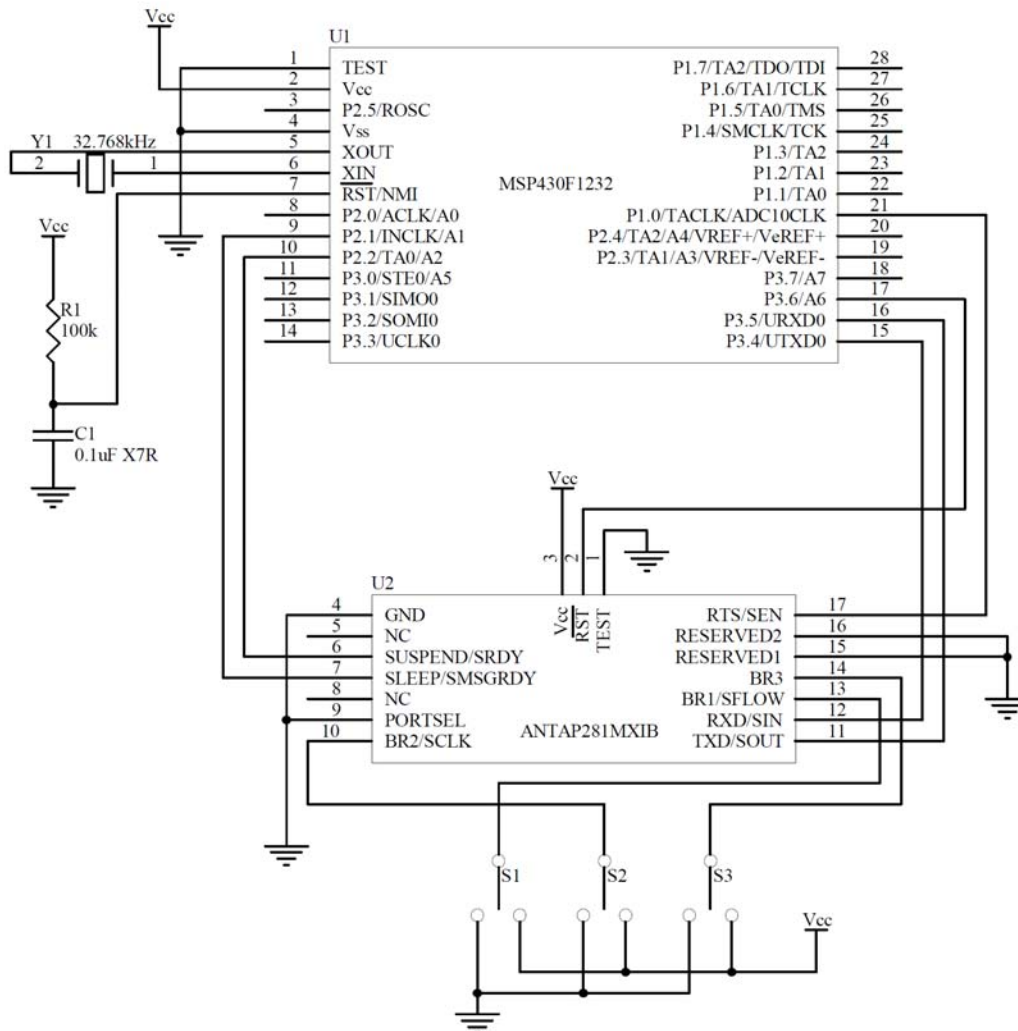 Vcc
U1
1 TEST P1.7/TA2/TDO/TDI 28
2 Vcc P1.6/TA1/TCLK 27
3 P2.5/ROSC P1.5/TA0/TMS 26
4 Vss P1.4/SMCLK/TCK 25
Y1 32.768kHz
5 XOUT P1.3/TA2 24
2 1 6 XIN P1.2/TA1 23
MSP430F1232
7 RST/NMI P1.1/TA0 22
8 P2.0/ACLK/A0 P1.0/TACLK/ADC10CLK 21
Vcc
9 P2.1/INCLK/A1 P2.4/TA2/A4/VREF+/VeREF+ 20
10 P2.2/TA0/A2 P2.3/TA1/A3/VREF-/VeREF- 19
11 P3.0/STE0/A5 P3.7/A7 18
12 P3.1/SIMO0 P3.6/A6 17
R1
100k
13 P3.2/SOMI0 P3.5/URXD0 16
14 P3.3/UCLK0 P3.4/UTXD0 15
C1
0.1uF X7R
Vcc
3 2 1
U2
Vcc RST TEST
4 GND RTS/SEN 17
5 NC RESERVED2 16
6 SUSPEND/SRDY RESERVED1 15
7 SLEEP/SMSGRDY BR3 14
8 NC BR1/SFLOW 13
9 PORTSEL RXD/SIN 12
ANTAP281MXIB
10 BR2/SCLK TXD/SOUT 11
S1 S2 S3
Vcc